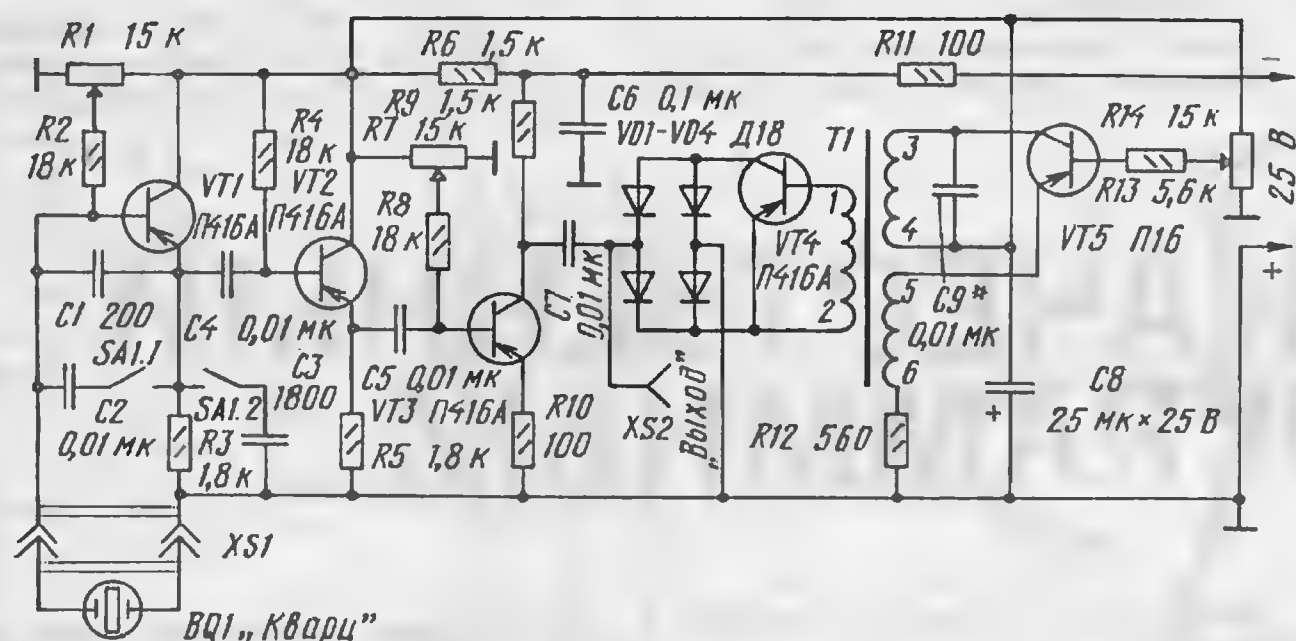 R1 15 к
R6 1,5 к
R11 100
−
R2
18 к
R4
18 к
R9
1,5 к
R7 15 к
C6 0,1 мк
VD1-VD4 Д18
T1
3
4
R14 15 к
R13 5,6 к
25 В
VT1
П416А
VT2
П416А
R8
18 к
VT4
П416А
1
2
VT5 П16
+
C1 200
C4 0,01 мк
C7
0,01 мк
5
6
C9*
0,01 мк
SA1.1
C2
0,01 мк
SA1.2
C3
1800
C5 0,01 мк
VT3 П416А
R3
1,8 к
R5 1,8 к
R10
100
XS2
„Выход”
R12 560
+
C8
25 мк × 25 В
XS1
BQ1 „Кварц”